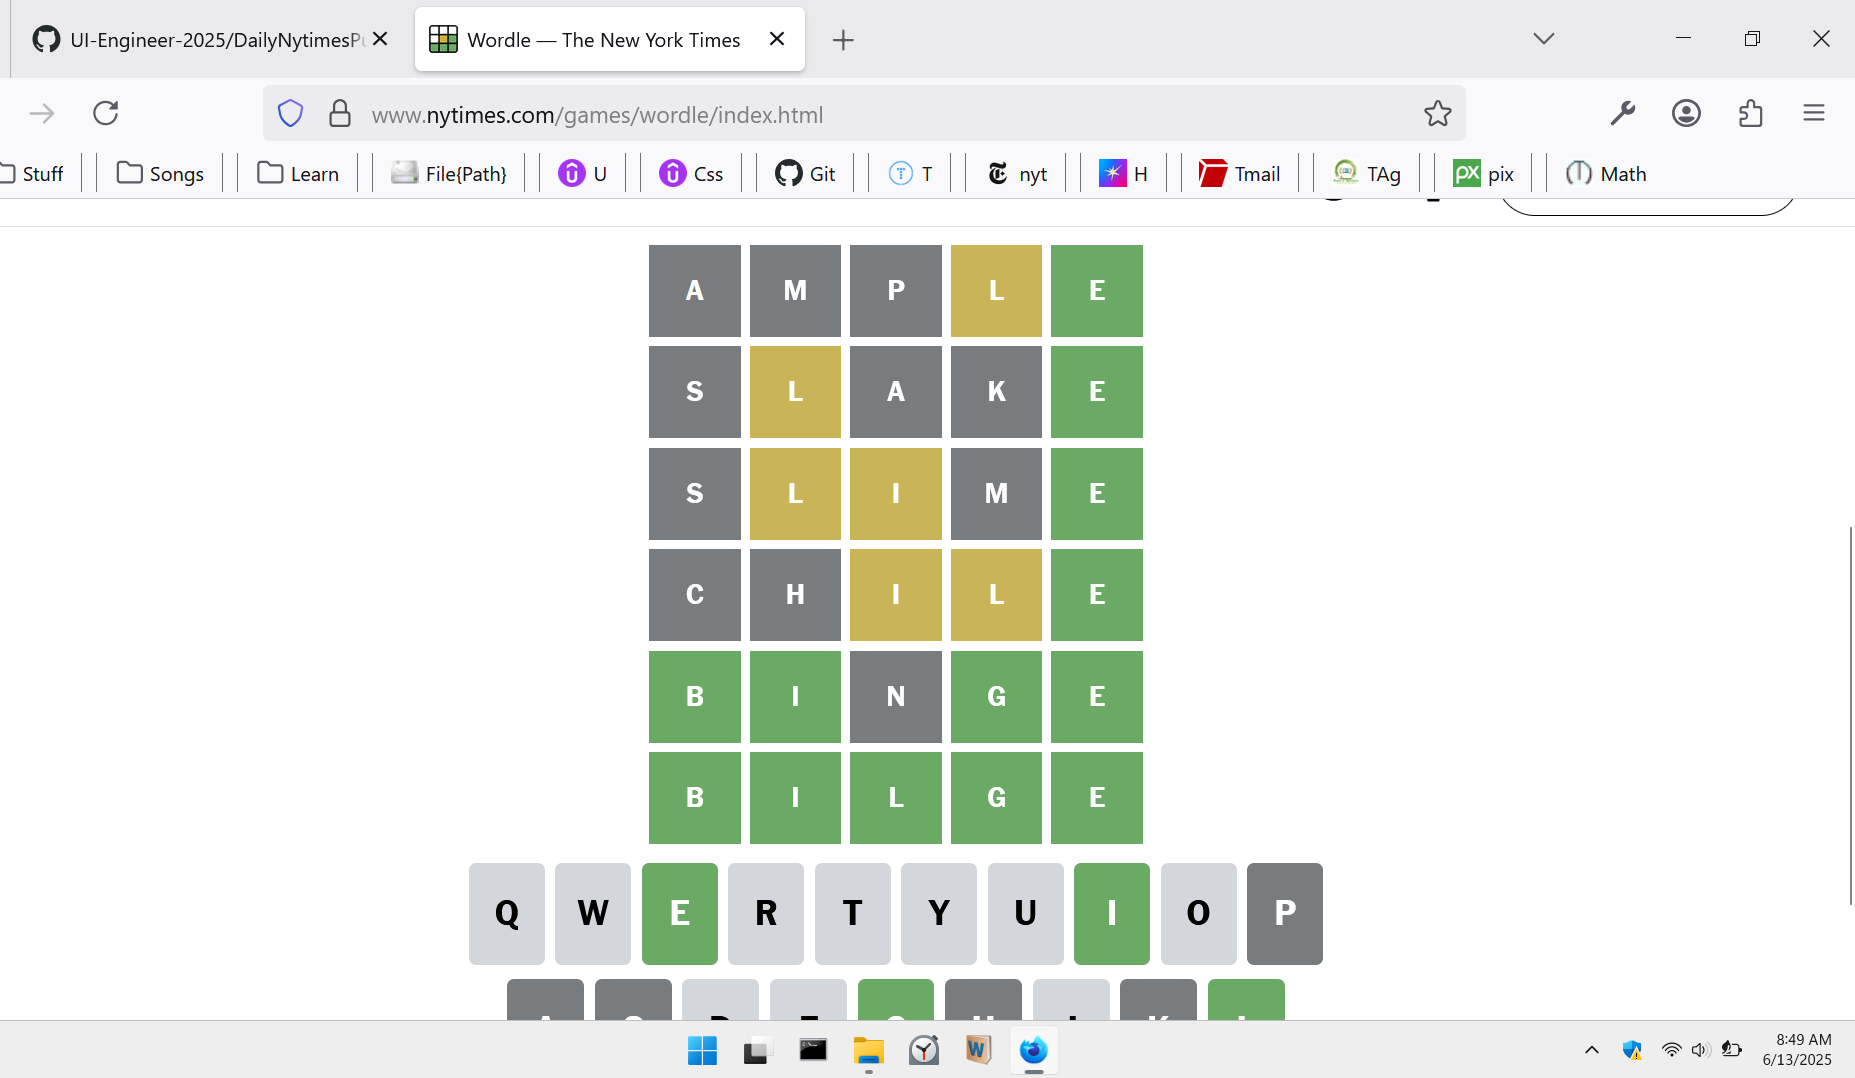 UI-Engineer-2025/DailyNytimesPu
Wordle — The New York Times
www.nytimes.com/games/wordle/index.html
Stuff Songs Learn File{Path} U Css Git T nyt H Tmail TAg pix Math
A M P L E
S L A K E
S L I M E
C H I L E
B I N G E
B I L G E
Q W E R T Y U I O P
8:49 AM
6/13/2025